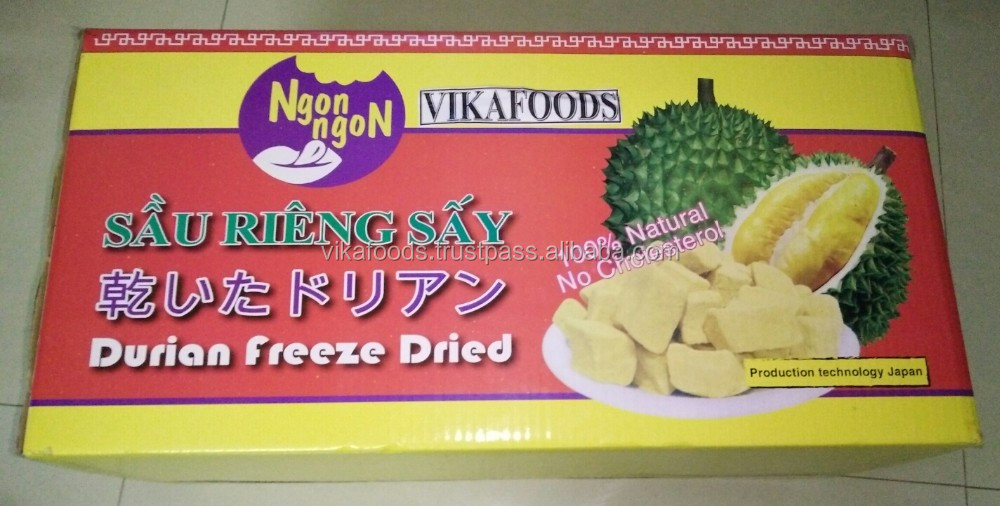 Ngon
ngoN
VIKAFOODS
SẦU RIÊNG SẤY
vikafoods.trustpass.alibaba.com
100% Natural
No Cholesterol
乾いたドリアン
Durian Freeze Dried
Production technology Japan